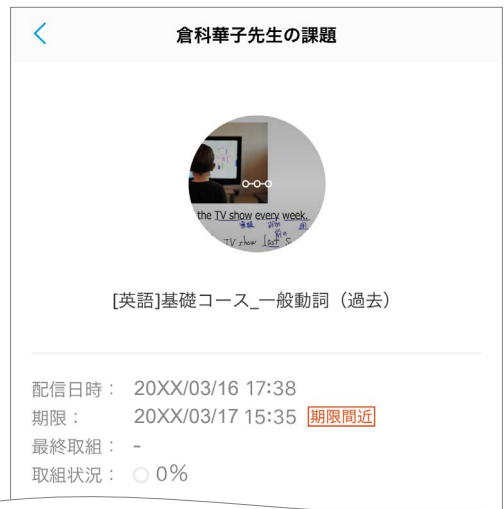 倉科華子先生の課題
the TV show every week.
TV show last S
[英語]基礎コース_一般動詞（過去）
配信日時： 20XX/03/16 17:38
期限： 20XX/03/17 15:35 期限間近
最終取組： -
取組状況： 0%